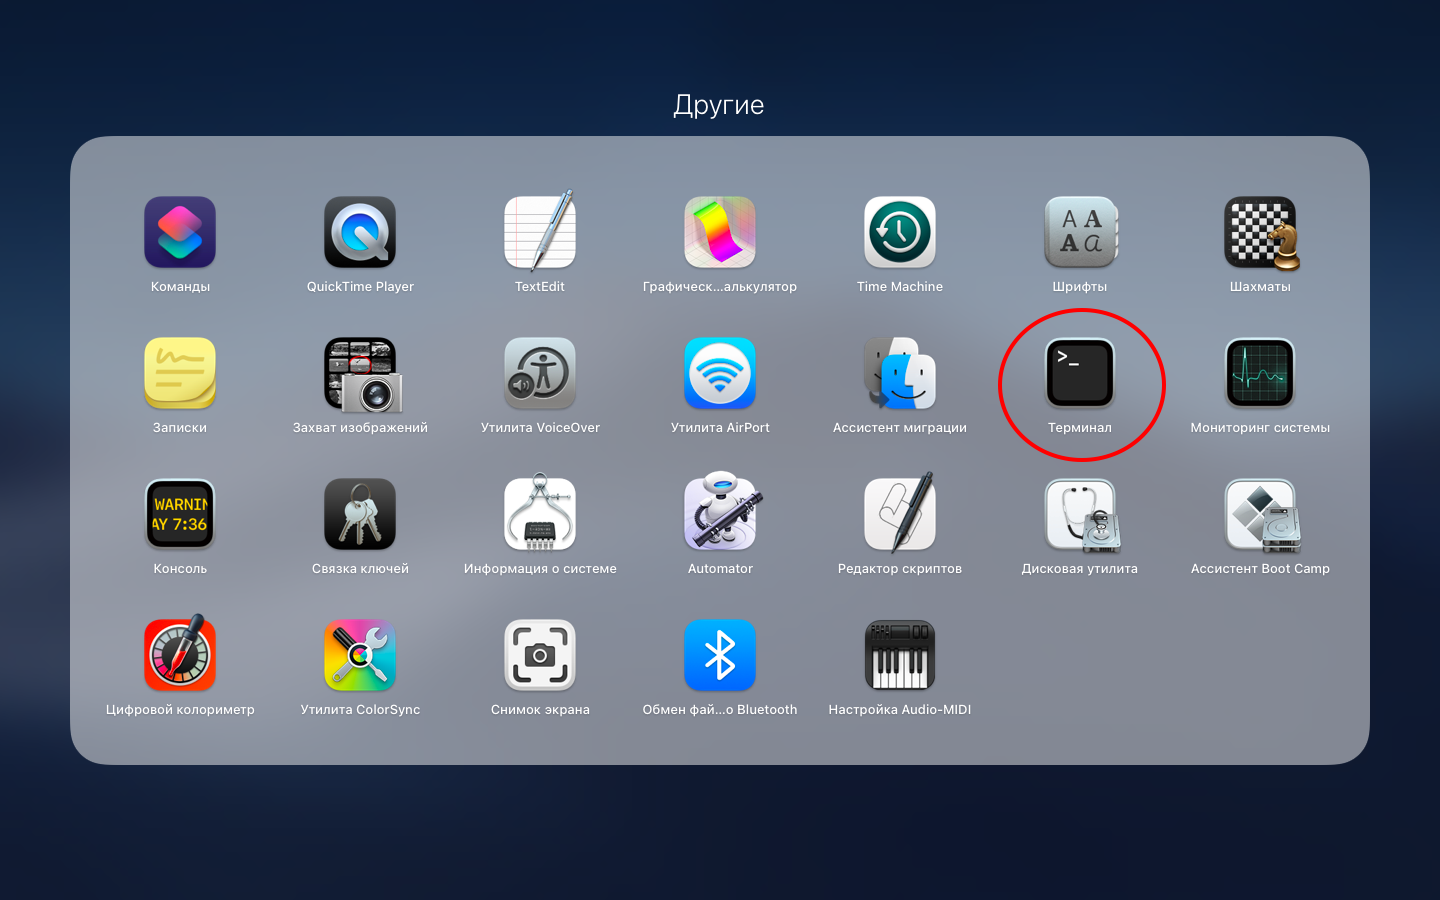 Другие
Команды
QuickTime Player
TextEdit
Графическ...алькулятор
Time Machine
A A
A a
Шрифты
Шахматы
Записки
Захват изображений
Утилита VoiceOver
Утилита AirPort
Ассистент миграции
>_
Терминал
Мониторинг системы
WARNIN
AY 7:36
Консоль
Связка ключей
Информация о системе
Automator
Редактор скриптов
Дисковая утилита
Ассистент Boot Camp
Цифровой колориметр
Утилита ColorSync
Снимок экрана
Обмен фай...о Bluetooth
Настройка Audio-MIDI